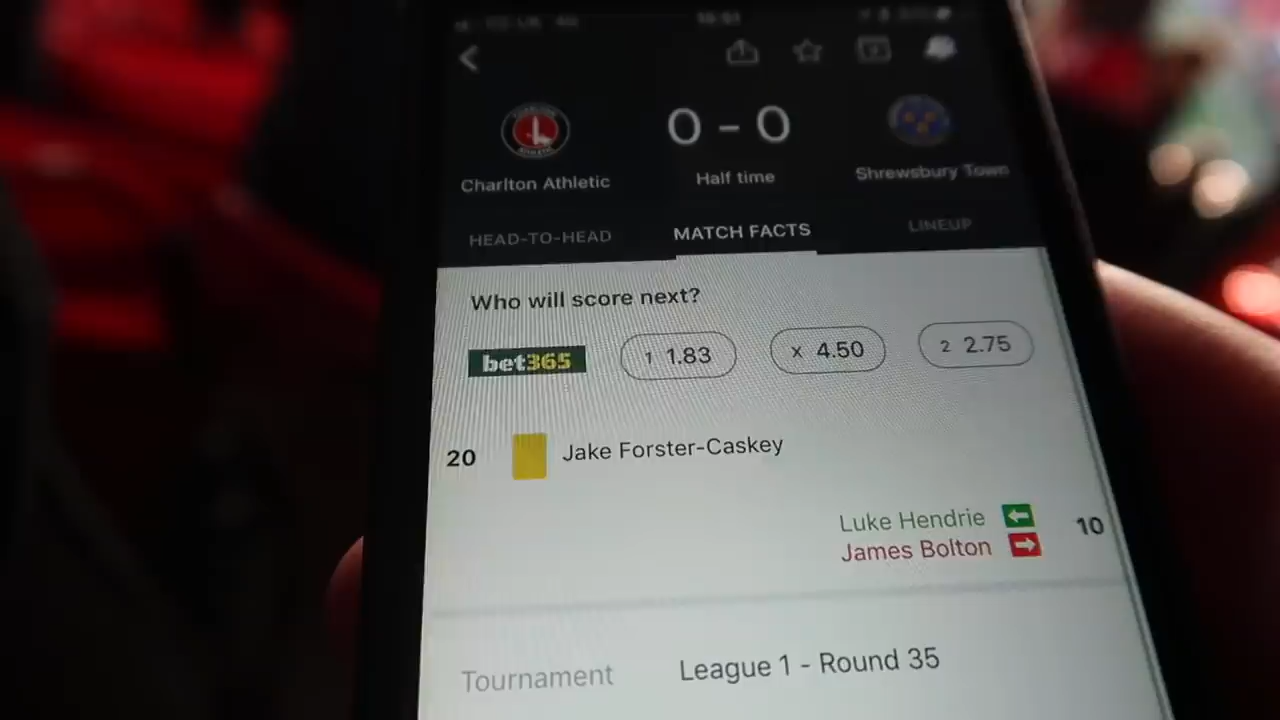 0 - 0
Charlton Athletic
Half time
Shrewsbury Town
HEAD-TO-HEAD
MATCH FACTS
LINEUP
Who will score next?
bet365
1 1.83
x 4.50
2 2.75
20
Jake Forster-Caskey
Luke Hendrie
James Bolton
10
Tournament
League 1 - Round 35